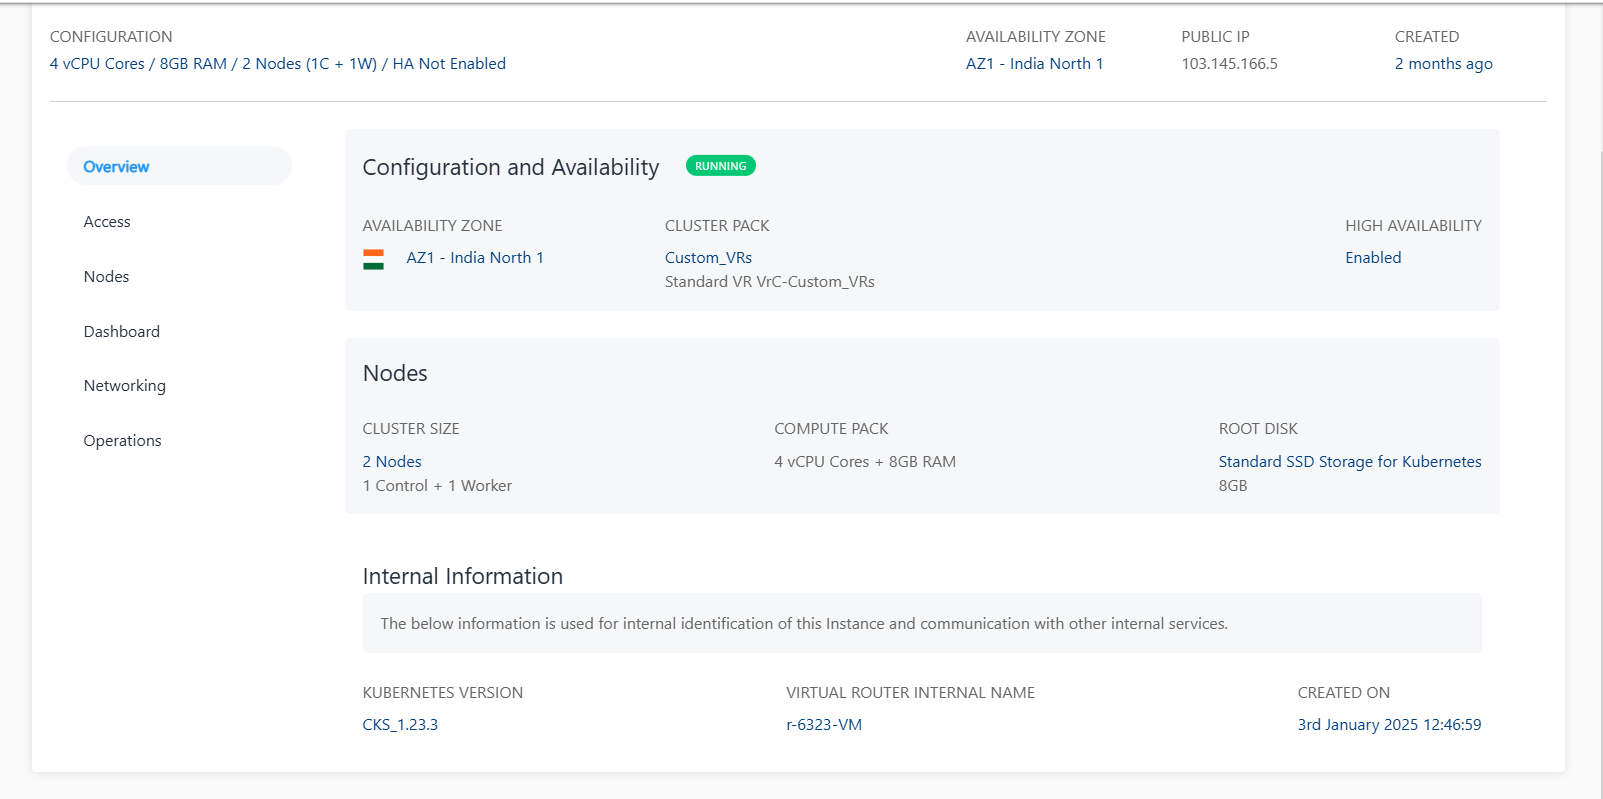 CONFIGURATION
4 vCPU Cores / 8GB RAM / 2 Nodes (1C + 1W) / HA Not Enabled
AVAILABILITY ZONE
AZ1 - India North 1
PUBLIC IP
103.145.166.5
CREATED
2 months ago
Overview
Access
Nodes
Dashboard
Networking
Operations
Configuration and Availability
RUNNING
AVAILABILITY ZONE
AZ1 - India North 1
CLUSTER PACK
Custom_VRs
Standard VR VrC-Custom_VRs
HIGH AVAILABILITY
Enabled
Nodes
CLUSTER SIZE
2 Nodes
1 Control + 1 Worker
COMPUTE PACK
4 vCPU Cores + 8GB RAM
ROOT DISK
Standard SSD Storage for Kubernetes
8GB
Internal Information
The below information is used for internal identification of this Instance and communication with other internal services.
KUBERNETES VERSION
CKS_1.23.3
VIRTUAL ROUTER INTERNAL NAME
r-6323-VM
CREATED ON
3rd January 2025 12:46:59